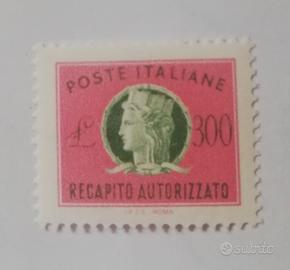 POSTE ITALIANE
£ 300
RECAPITO AUTORIZZATO
I.P.Z.S. ROMA
subito